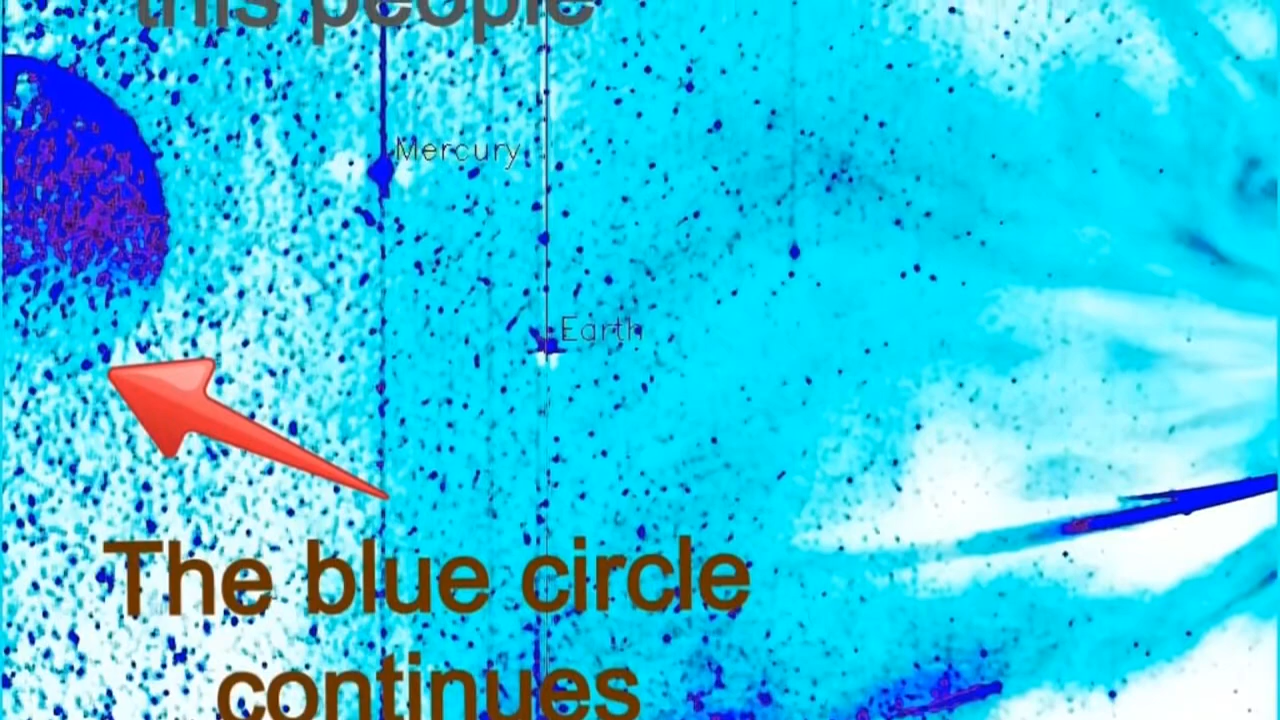 this people
Mercury
Earth
The blue circle
continues